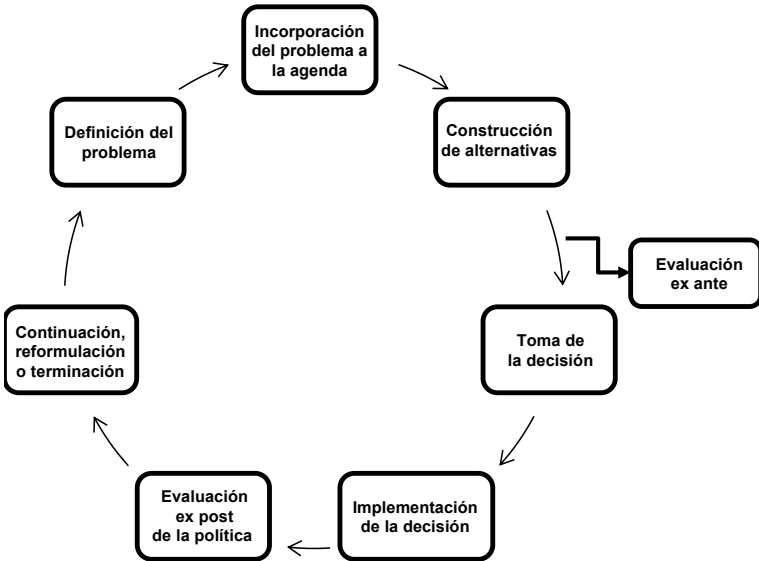 Incorporación
del problema a
la agenda
Construcción
de alternativas
Evaluación
ex ante
Toma de
la decisión
Implementación
de la decisión
Evaluación
ex post
de la política
Continuación,
reformulación
o terminación
Definición del
problema